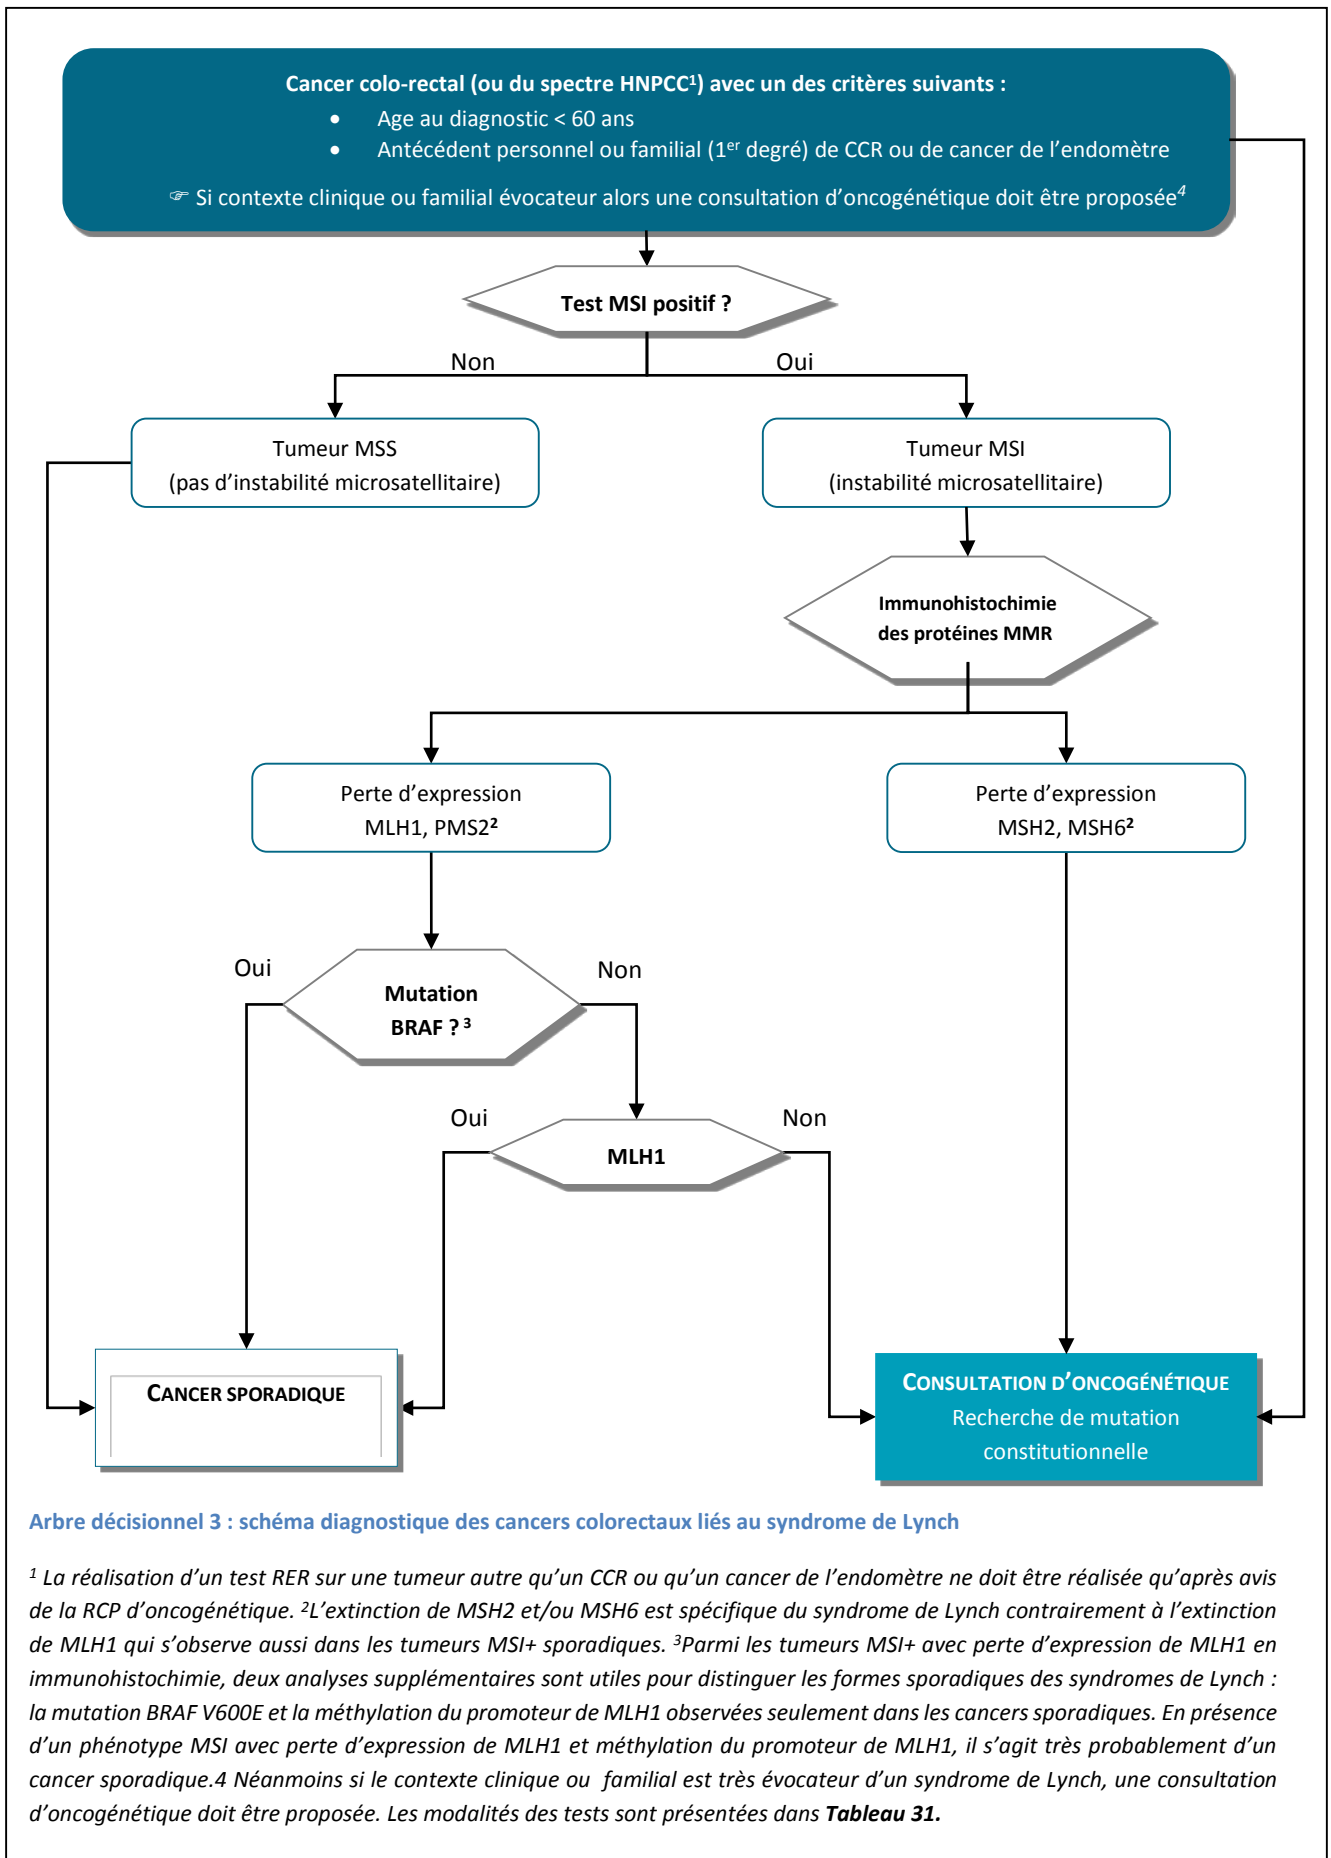 Cancer colo-rectal (ou du spectre HNPCC¹) avec un des critères suivants :
• Age au diagnostic < 60 ans
• Antécédent personnel ou familial (1er degré) de CCR ou de cancer de l’endomètre
☞ Si contexte clinique ou familial évocateur alors une consultation d’oncogénétique doit être proposée⁴
Test MSI positif ?
Non
Oui
Tumeur MSS
(pas d’instabilité microsatellitaire)
Tumeur MSI
(instabilité microsatellitaire)
Immunohistochimie
des protéines MMR
Perte d’expression
MLH1, PMS2²
Perte d’expression
MSH2, MSH6²
Oui
Non
Mutation
BRAF ? ³
Oui
Non
MLH1
CANCER SPORADIQUE
CONSULTATION D’ONCOGÉNÉTIQUE
Recherche de mutation
constitutionnelle
Arbre décisionnel 3 : schéma diagnostique des cancers colorectaux liés au syndrome de Lynch
¹ La réalisation d’un test RER sur une tumeur autre qu’un CCR ou qu’un cancer de l’endomètre ne doit être réalisée qu’après avis
de la RCP d’oncogénétique. ²L’extinction de MSH2 et/ou MSH6 est spécifique du syndrome de Lynch contrairement à l’extinction
de MLH1 qui s’observe aussi dans les tumeurs MSI+ sporadiques. ³Parmi les tumeurs MSI+ avec perte d’expression de MLH1 en
immunohistochimie, deux analyses supplémentaires sont utiles pour distinguer les formes sporadiques des syndromes de Lynch :
la mutation BRAF V600E et la méthylation du promoteur de MLH1 observées seulement dans les cancers sporadiques. En présence
d’un phénotype MSI avec perte d’expression de MLH1 et méthylation du promoteur de MLH1, il s’agit très probablement d’un
cancer sporadique.4 Néanmoins si le contexte clinique ou familial est très évocateur d’un syndrome de Lynch, une consultation
d’oncogénétique doit être proposée. Les modalités des tests sont présentées dans Tableau 31.